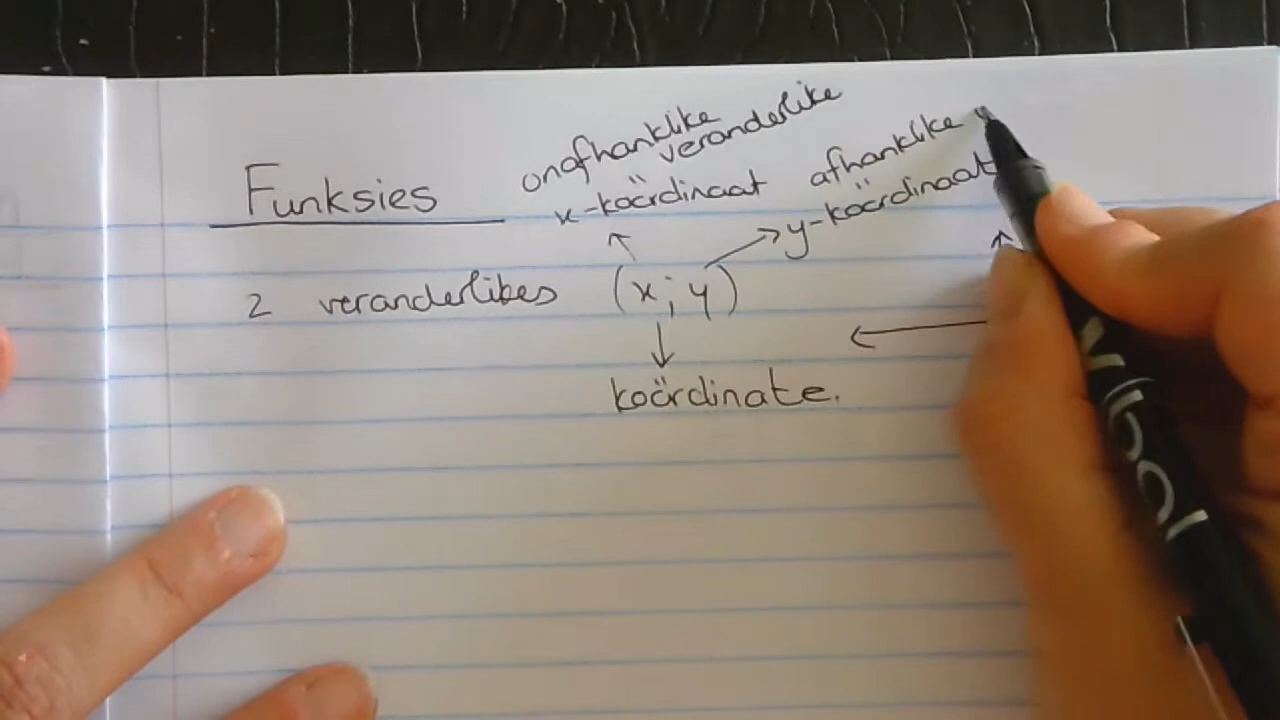 onafhanklike
veranderlike
Funksies
x-koördinaat
afhanklike
y-koördinaat
2 veranderlikes (x; y)
koördinate.